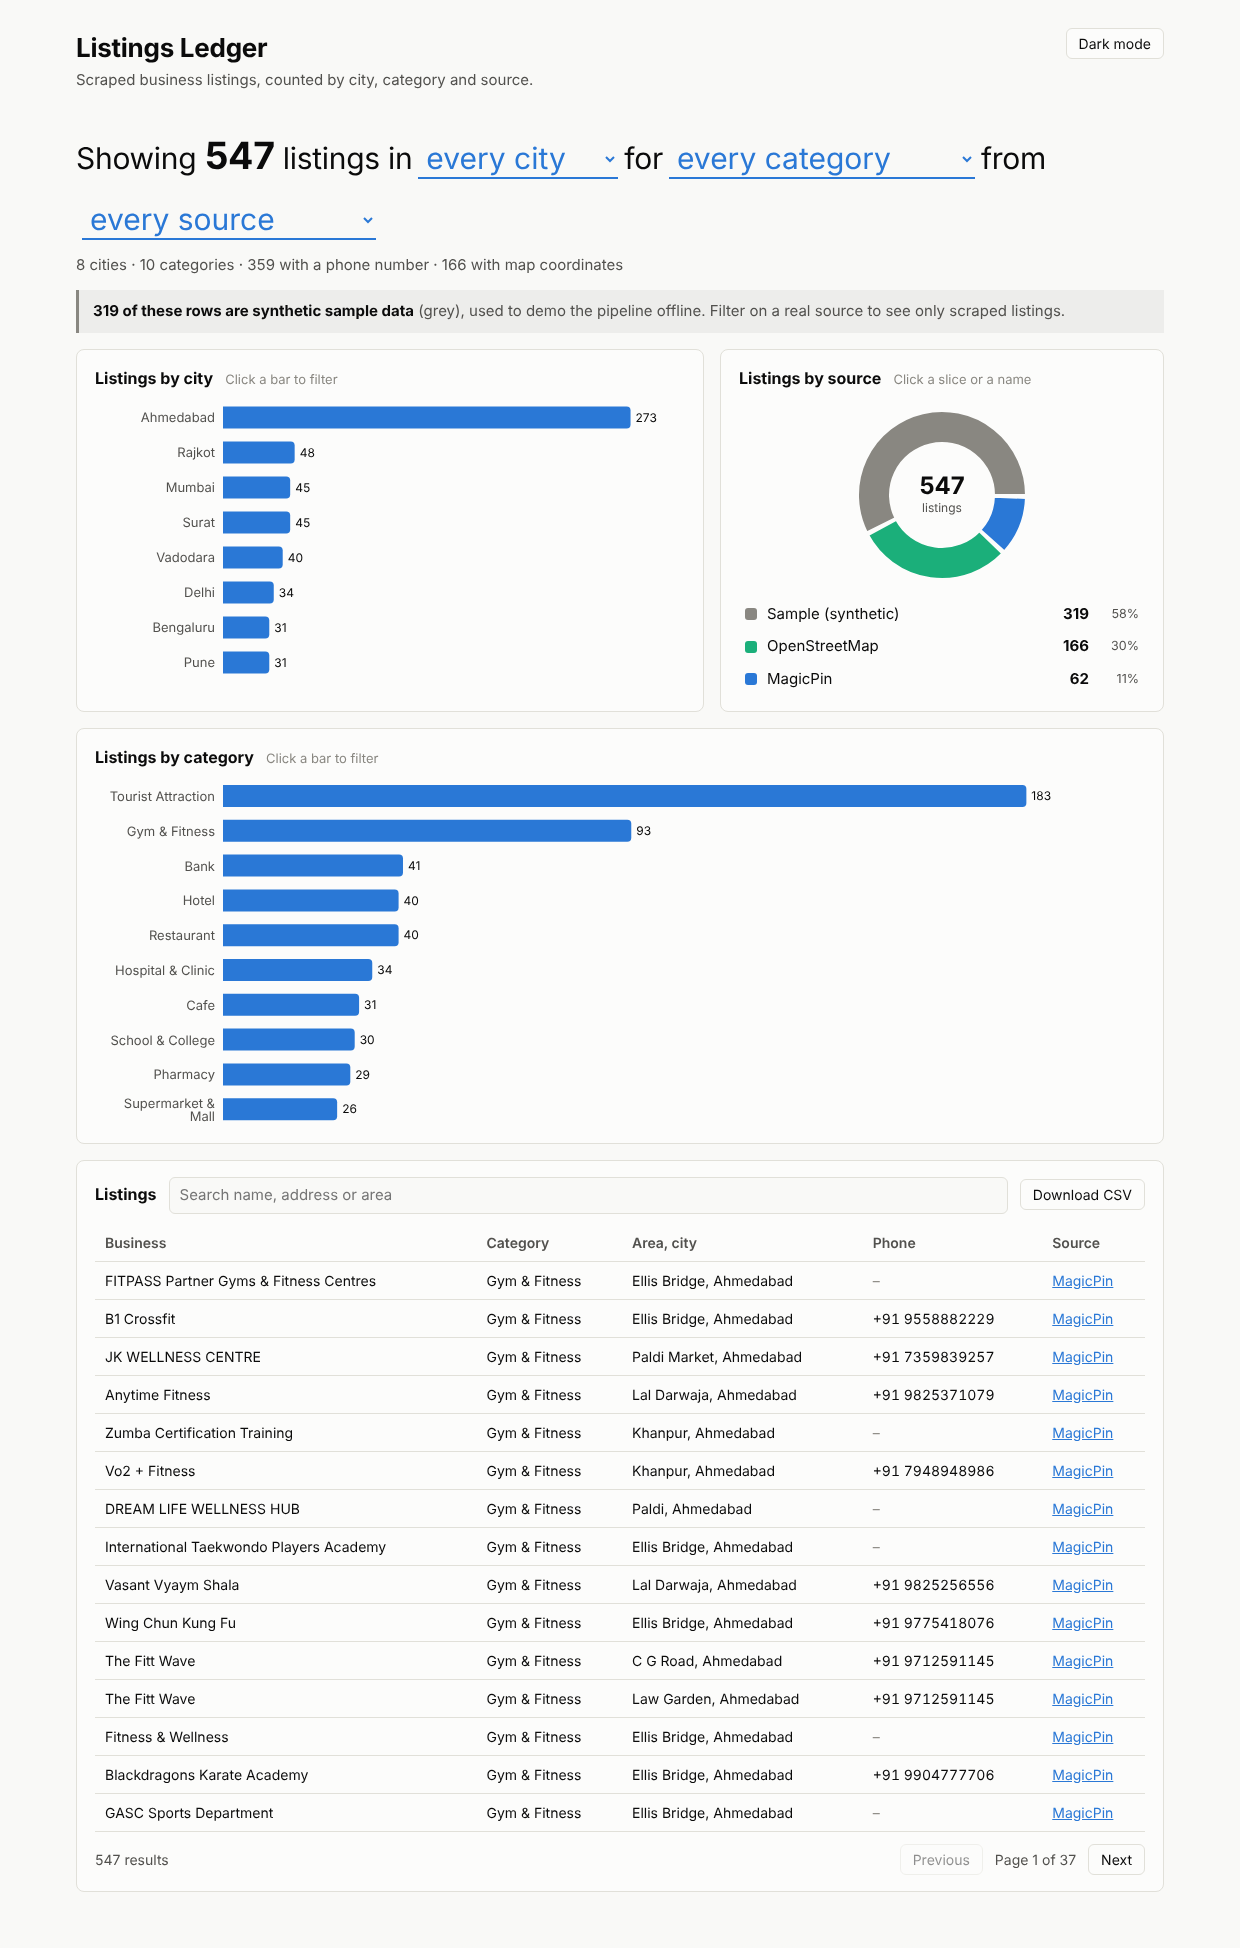 Listings Ledger
Dark mode
Scraped business listings, counted by city, category and source.
Showing 547 listings in every city for every category from
every source
8 cities · 10 categories · 359 with a phone number · 166 with map coordinates
319 of these rows are synthetic sample data (grey), used to demo the pipeline offline. Filter on a real source to see only scraped listings.
Listings by city Click a bar to filter
Ahmedabad 273
Rajkot 48
Mumbai 45
Surat 45
Vadodara 40
Delhi 34
Bengaluru 31
Pune 31
Listings by source Click a slice or a name
547
listings
Sample (synthetic) 319 58%
OpenStreetMap 166 30%
MagicPin 62 11%
Listings by category Click a bar to filter
Tourist Attraction 183
Gym & Fitness 93
Bank 41
Hotel 40
Restaurant 40
Hospital & Clinic 34
Cafe 31
School & College 30
Pharmacy 29
Supermarket &
Mall 26
Listings Search name, address or area Download CSV
Business Category Area, city Phone Source
FITPASS Partner Gyms & Fitness Centres Gym & Fitness Ellis Bridge, Ahmedabad – MagicPin
B1 Crossfit Gym & Fitness Ellis Bridge, Ahmedabad +91 9558882229 MagicPin
JK WELLNESS CENTRE Gym & Fitness Paldi Market, Ahmedabad +91 7359839257 MagicPin
Anytime Fitness Gym & Fitness Lal Darwaja, Ahmedabad +91 9825371079 MagicPin
Zumba Certification Training Gym & Fitness Khanpur, Ahmedabad – MagicPin
Vo2 + Fitness Gym & Fitness Khanpur, Ahmedabad +91 7948948986 MagicPin
DREAM LIFE WELLNESS HUB Gym & Fitness Paldi, Ahmedabad – MagicPin
International Taekwondo Players Academy Gym & Fitness Ellis Bridge, Ahmedabad – MagicPin
Vasant Vyaym Shala Gym & Fitness Lal Darwaja, Ahmedabad +91 9825256556 MagicPin
Wing Chun Kung Fu Gym & Fitness Ellis Bridge, Ahmedabad +91 9775418076 MagicPin
The Fitt Wave Gym & Fitness C G Road, Ahmedabad +91 9712591145 MagicPin
The Fitt Wave Gym & Fitness Law Garden, Ahmedabad +91 9712591145 MagicPin
Fitness & Wellness Gym & Fitness Ellis Bridge, Ahmedabad – MagicPin
Blackdragons Karate Academy Gym & Fitness Ellis Bridge, Ahmedabad +91 9904777706 MagicPin
GASC Sports Department Gym & Fitness Ellis Bridge, Ahmedabad – MagicPin
547 results Previous Page 1 of 37 Next